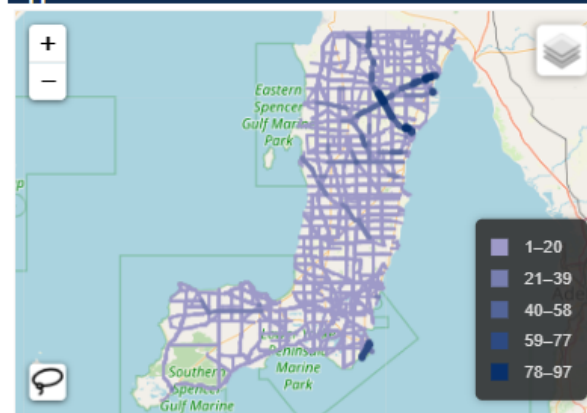 +
−
Eastern
Spencer
Gulf Marine
Park
1–20
21–39
40–58
59–77
78–97
Peninsula
Marine
Park
Southern
Spencer
Gulf Marine